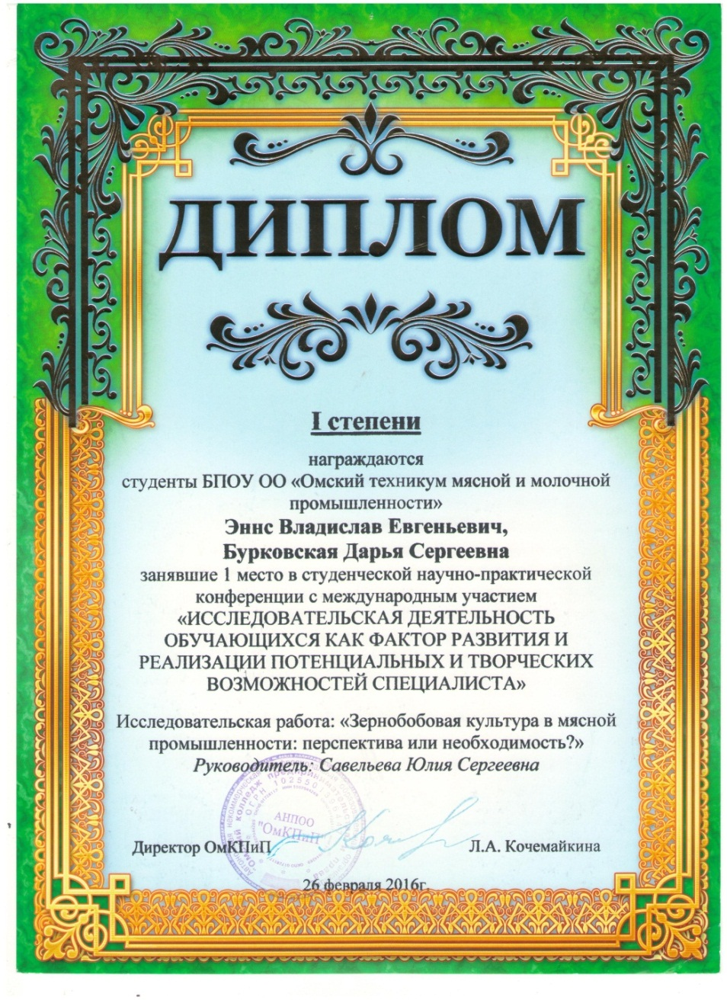 ДИПЛОМ
I степени
награждаются
студенты БПОУ ОО «Омский техникум мясной и молочной
промышленности»
Эннс Владислав Евгеньевич,
Бурковская Дарья Сергеевна
занявшие 1 место в студенческой научно-практической
конференции с международным участием
«ИССЛЕДОВАТЕЛЬСКАЯ ДЕЯТЕЛЬНОСТЬ
ОБУЧАЮЩИХСЯ КАК ФАКТОР РАЗВИТИЯ И
РЕАЛИЗАЦИИ ПОТЕНЦИАЛЬНЫХ И ТВОРЧЕСКИХ
ВОЗМОЖНОСТЕЙ СПЕЦИАЛИСТА»
Исследовательская работа: «Зернобобовая культура в мясной
промышленности: перспектива или необходимость?»
Руководитель: Савельева Юлия Сергеевна
АНПОО
"ОмКПиП"
Директор ОмКПиП
Л.А. Кочемайкина
26 февраля 2016г.